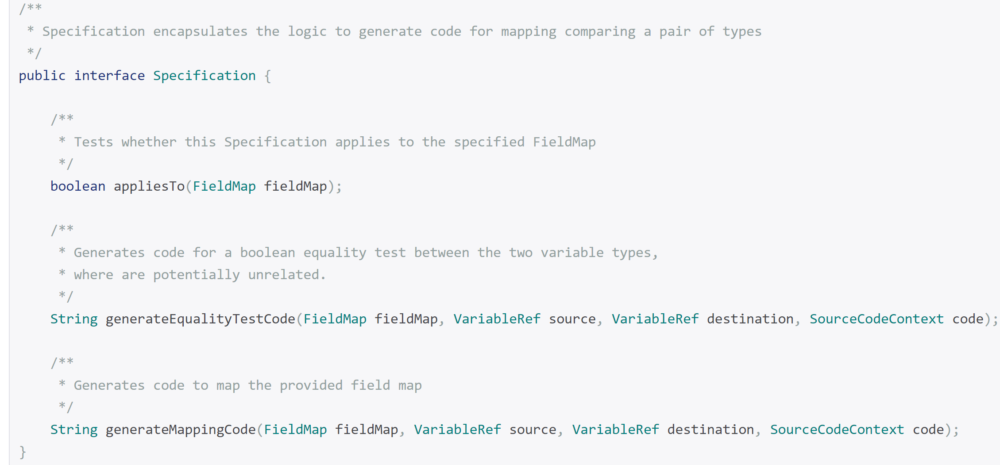 /**
 * Specification encapsulates the logic to generate code for mapping comparing a pair of types
 */
public interface Specification {

    /**
     * Tests whether this Specification applies to the specified FieldMap
     */
    boolean appliesTo(FieldMap fieldMap);

    /**
     * Generates code for a boolean equality test between the two variable types,
     * where are potentially unrelated.
     */
    String generateEqualityTestCode(FieldMap fieldMap, VariableRef source, VariableRef destination, SourceCodeContext code);

    /**
     * Generates code to map the provided field map
     */
    String generateMappingCode(FieldMap fieldMap, VariableRef source, VariableRef destination, SourceCodeContext code);
}